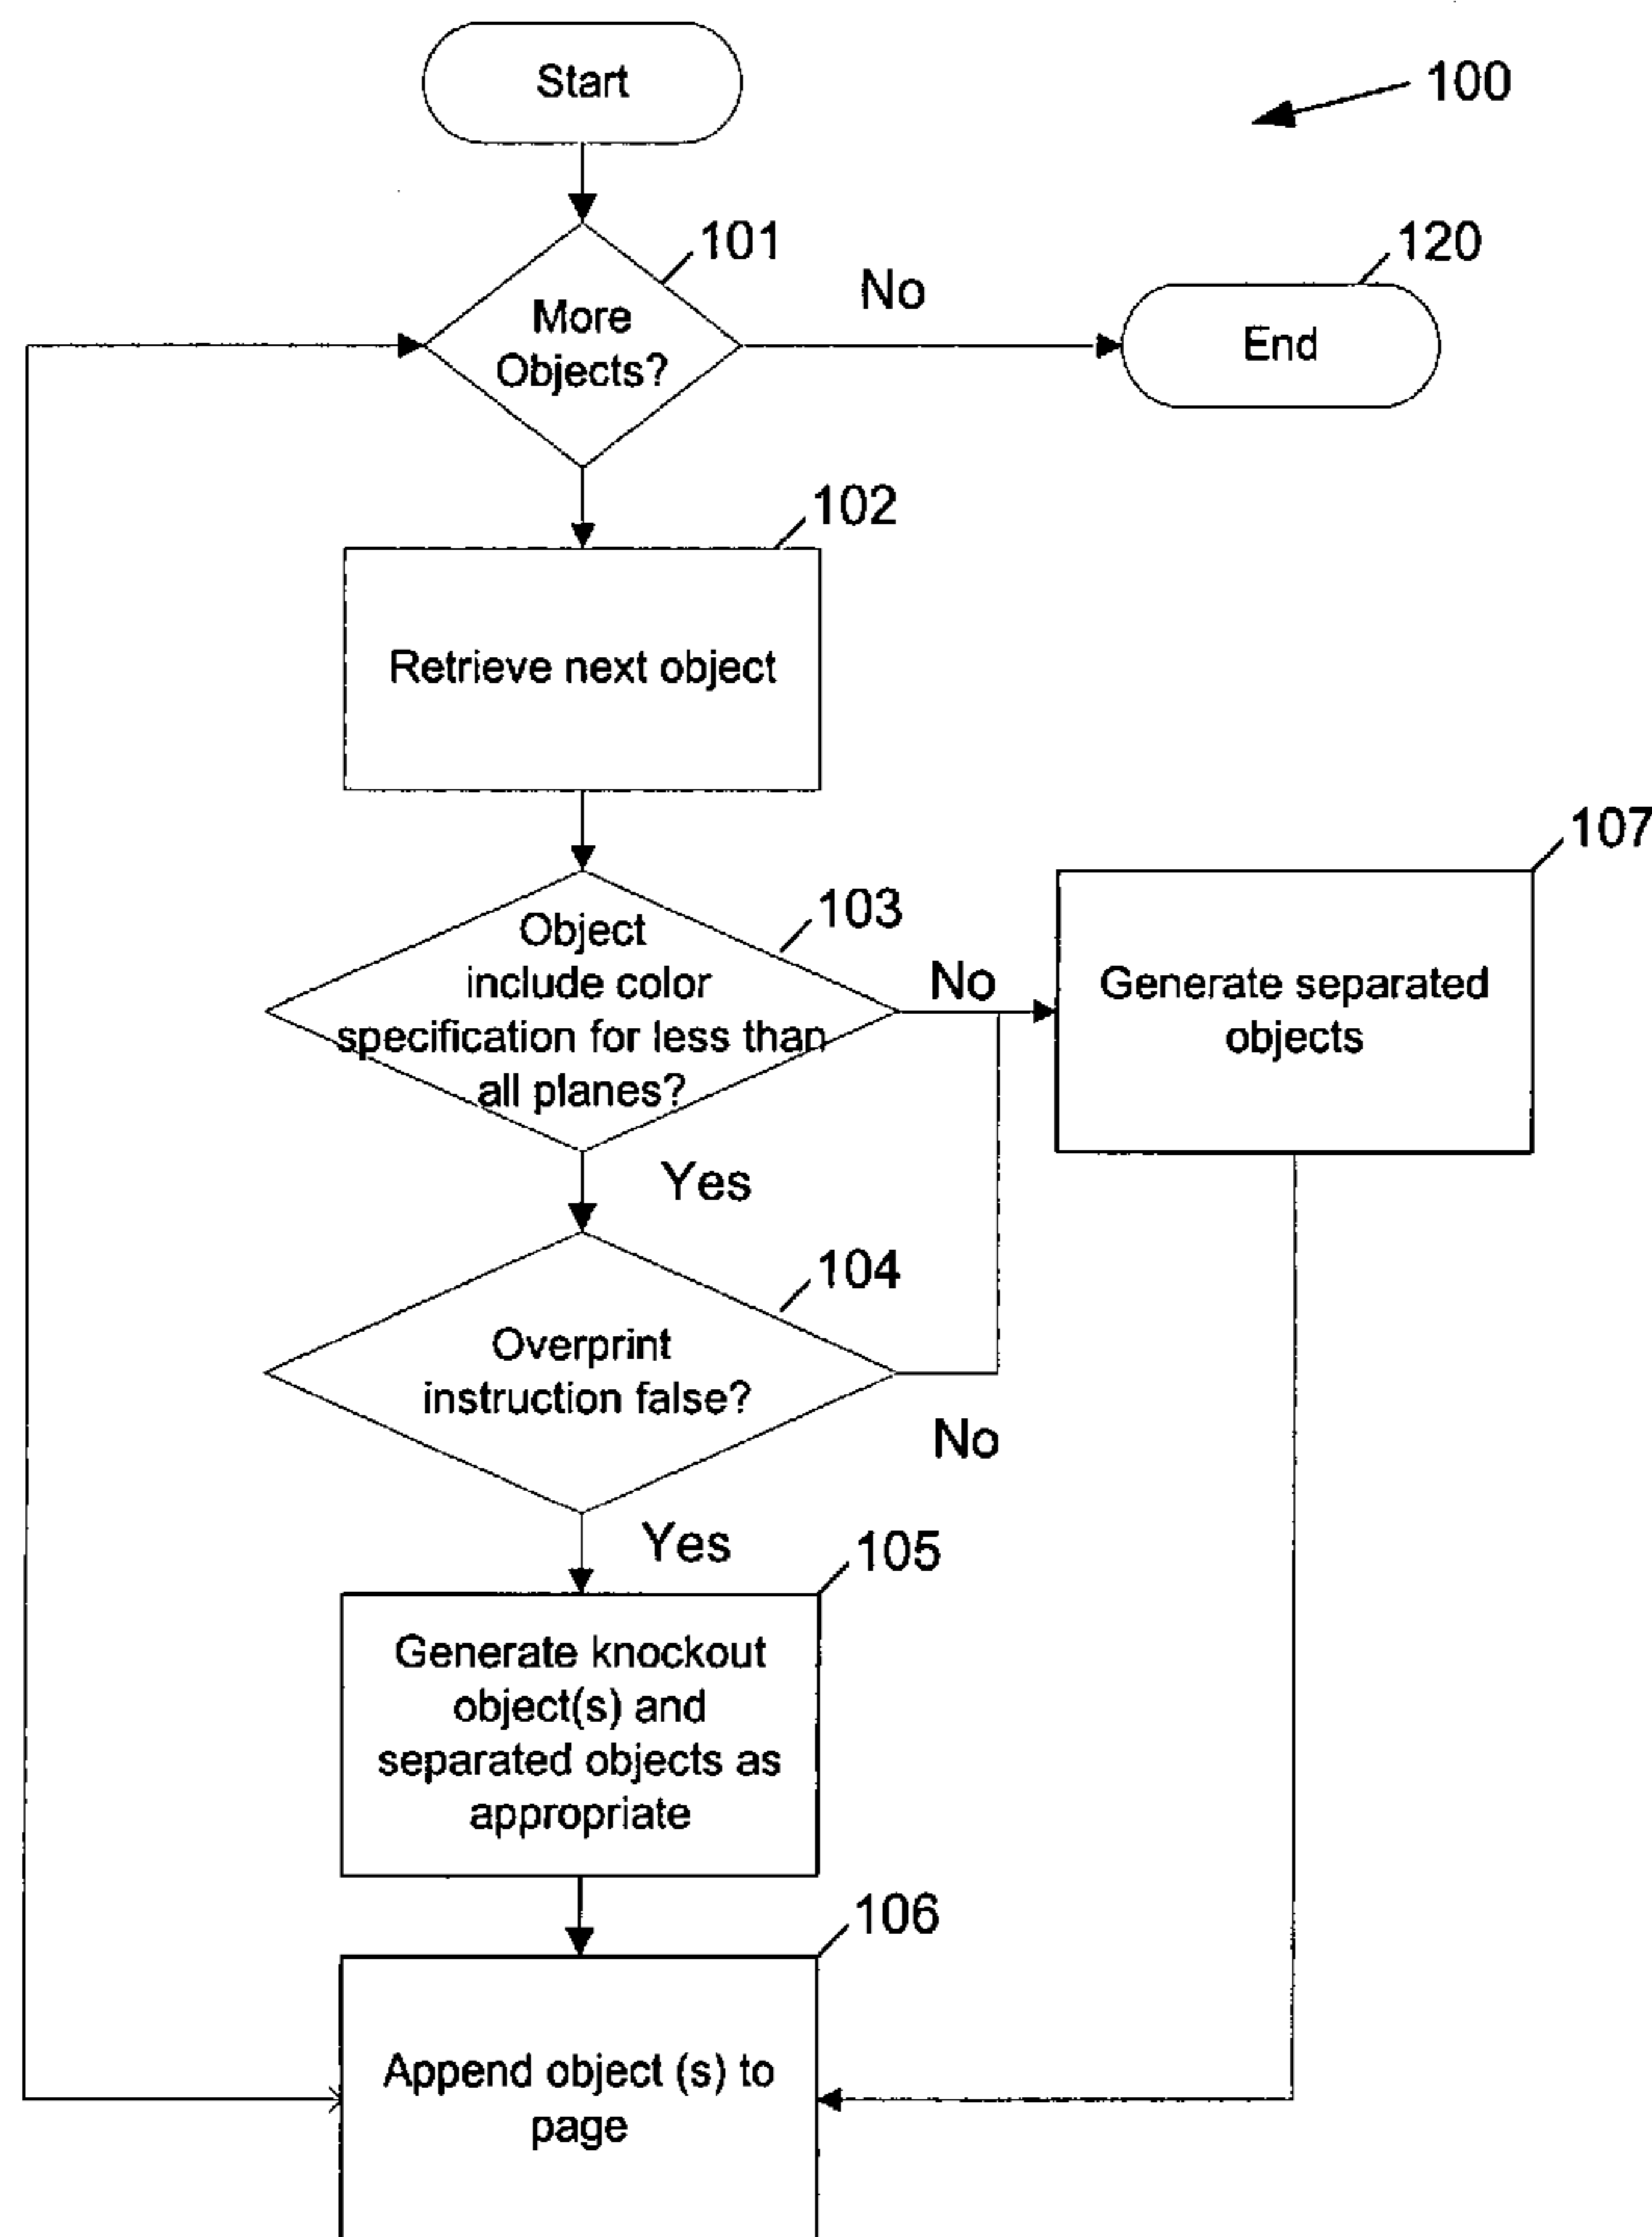 Start
100
101
More
Objects?
No
120
End
102
Retrieve next object
103
Object
include color
specification for less than
all planes?
No
107
Generate separated
objects
Yes
104
Overprint
instruction false?
No
Yes
105
Generate knockout
object(s) and
separated objects as
appropriate
106
Append object (s) to
page